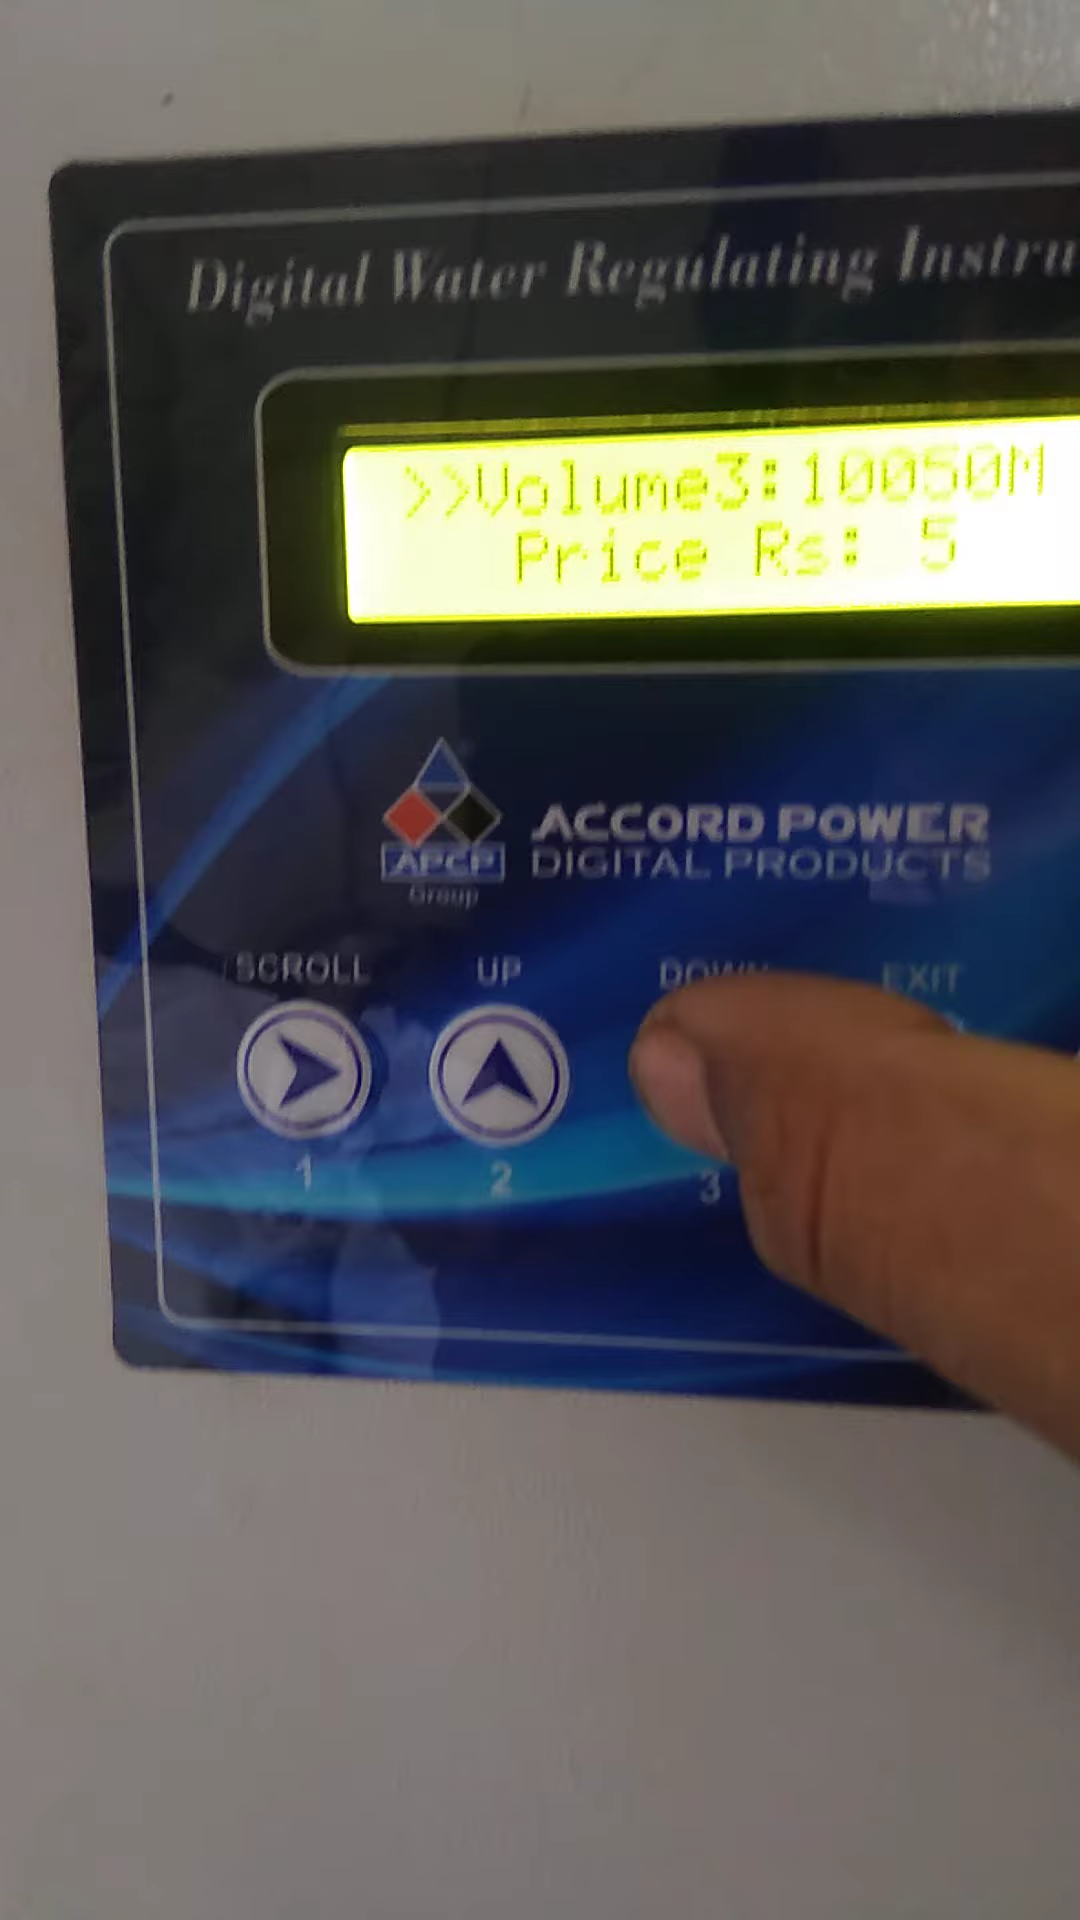 Digital Water Regulating Instru
>>Volume3:10050M
Price Rs: 5
APCP
Group
ACCORD POWER
DIGITAL PRODUCTS
SCROLL UP DOWN EXIT
1 2 3